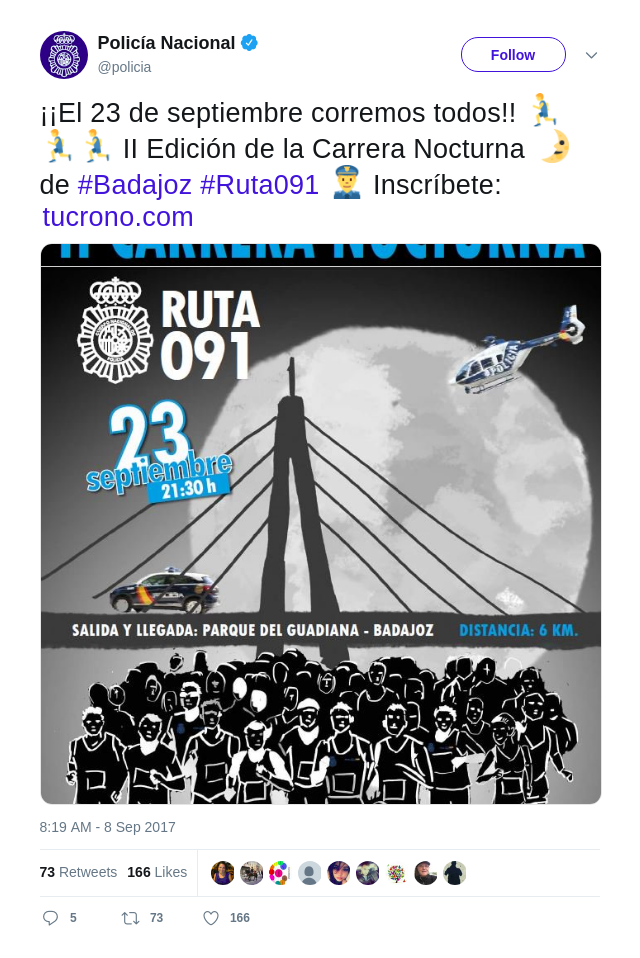 Policía Nacional
@policia
Follow
¡¡El 23 de septiembre corremos todos!!
II Edición de la Carrera Nocturna
de #Badajoz #Ruta091 Inscríbete:
tucrono.com
II CARRERA NOCTURNA
RUTA
091
23
septiembre
21:30 h
POLICIA
SALIDA Y LLEGADA: PARQUE DEL GUADIANA - BADAJOZ DISTANCIA: 6 KM.
8:19 AM - 8 Sep 2017
73 Retweets 166 Likes
5 73 166